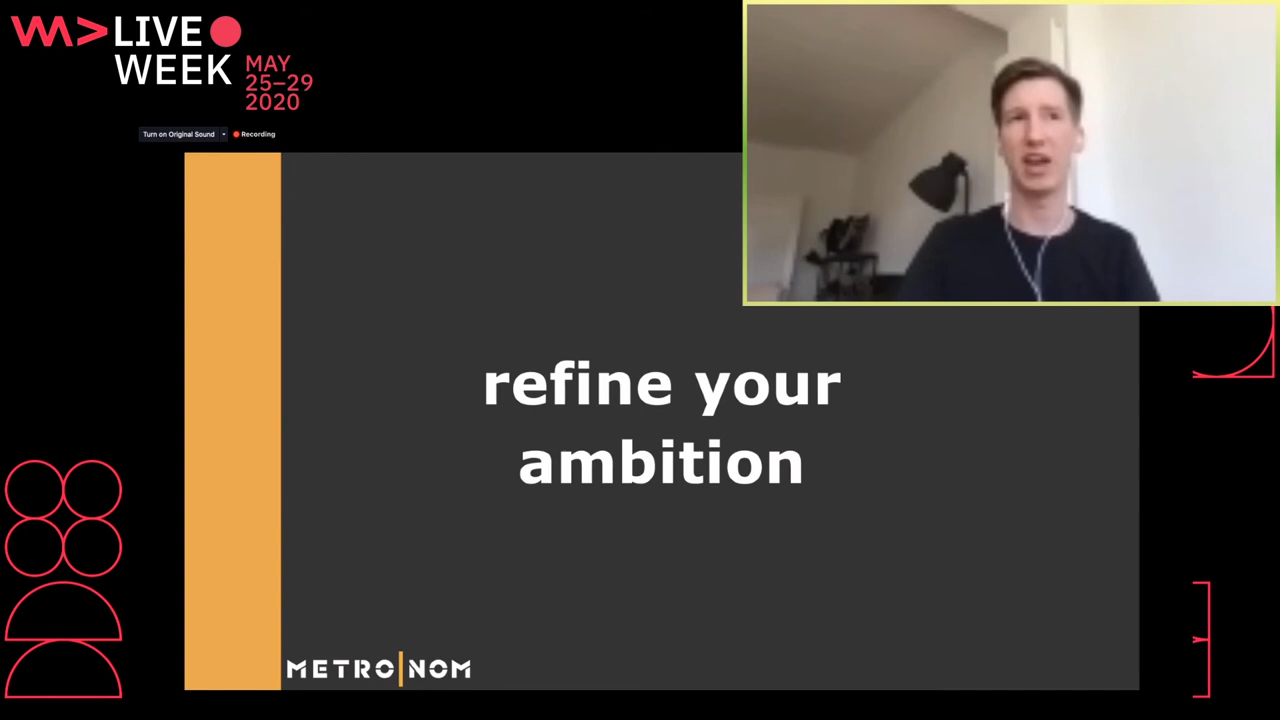 LIVE
WEEK
MAY
25–29
2020
Turn on Original Sound
Recording
refine your
ambition
METRO|NOM